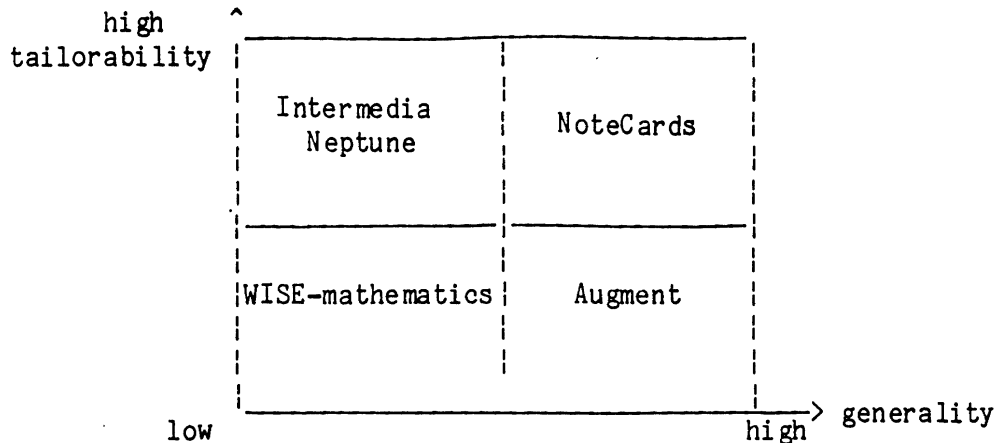 high
tailorability
Intermedia
Neptune
NoteCards
WISE-mathematics
Augment
generality
low
high